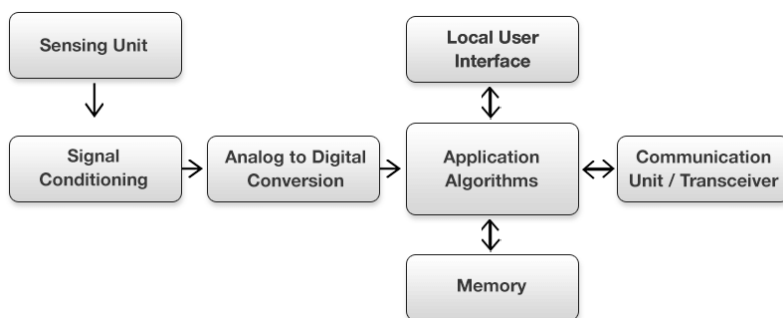 Sensing Unit
Local User
Interface
Signal
Conditioning
Analog to Digital
Conversion
Application
Algorithms
Communication
Unit / Transceiver
Memory